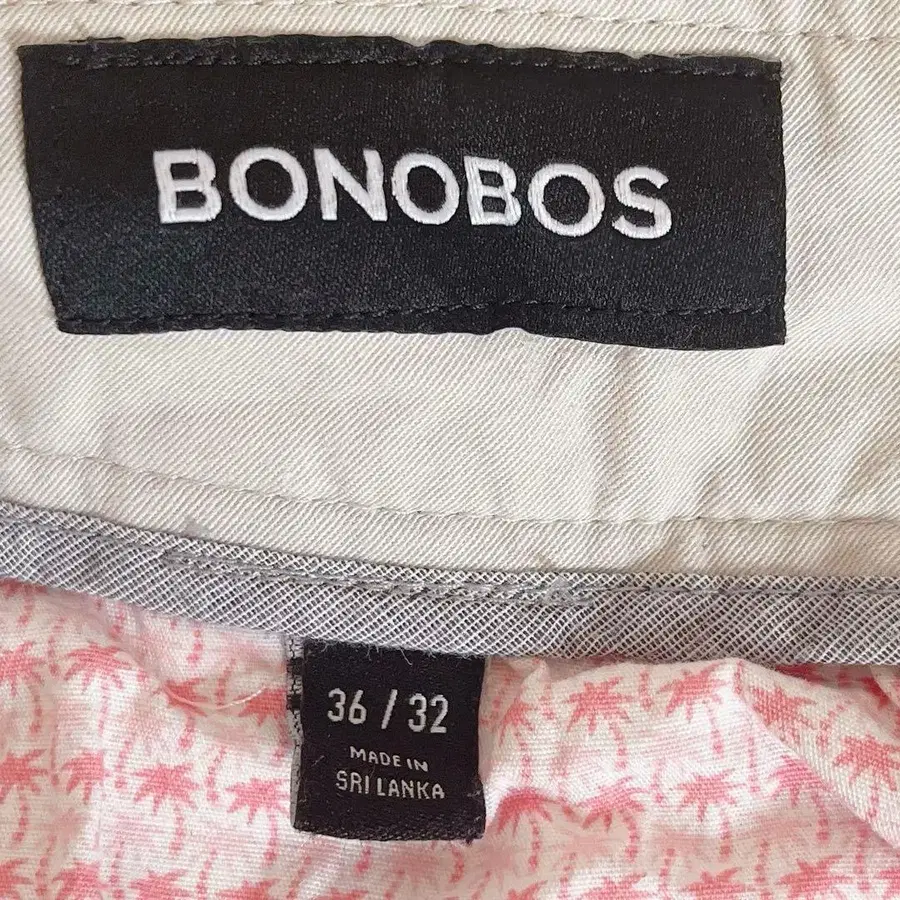 BONOBOS
36 / 32
MADE IN
SRI LANKA